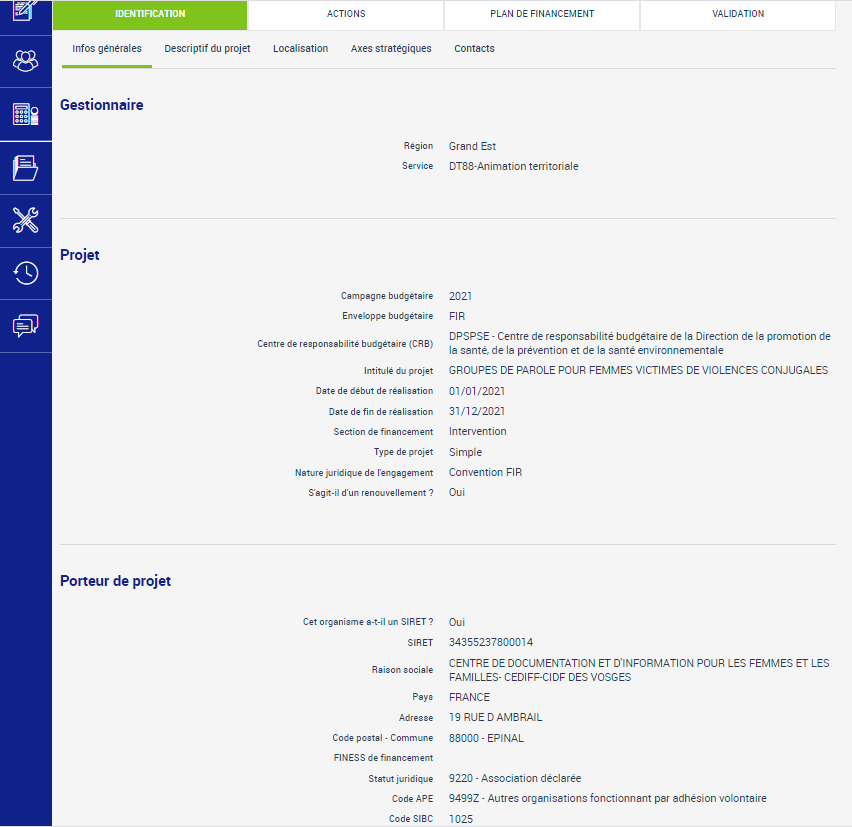 IDENTIFICATION ACTIONS PLAN DE FINANCEMENT VALIDATION
Infos générales Descriptif du projet Localisation Axes stratégiques Contacts
Gestionnaire
Région Grand Est
Service DT88-Animation territoriale
Projet
Campagne budgétaire 2021
Enveloppe budgétaire FIR
Centre de responsabilité budgétaire (CRB) DPSPSE - Centre de responsabilité budgétaire de la Direction de la promotion de
la santé, de la prévention et de la santé environnementale
Intitulé du projet GROUPES DE PAROLE POUR FEMMES VICTIMES DE VIOLENCES CONJUGALES
Date de début de réalisation 01/01/2021
Date de fin de réalisation 31/12/2021
Section de financement Intervention
Type de projet Simple
Nature juridique de l'engagement Convention FIR
S'agit-il d'un renouvellement ? Oui
Porteur de projet
Cet organisme a-t-il un SIRET ? Oui
SIRET 34355237800014
Raison sociale CENTRE DE DOCUMENTATION ET D'INFORMATION POUR LES FEMMES ET LES
FAMILLES- CEDIFF-CIDF DES VOSGES
Pays FRANCE
Adresse 19 RUE D AMBRAIL
Code postal - Commune 88000 - EPINAL
FINESS de financement
Statut juridique 9220 - Association déclarée
Code APE 9499Z - Autres organisations fonctionnant par adhésion volontaire
Code SIBC 1025